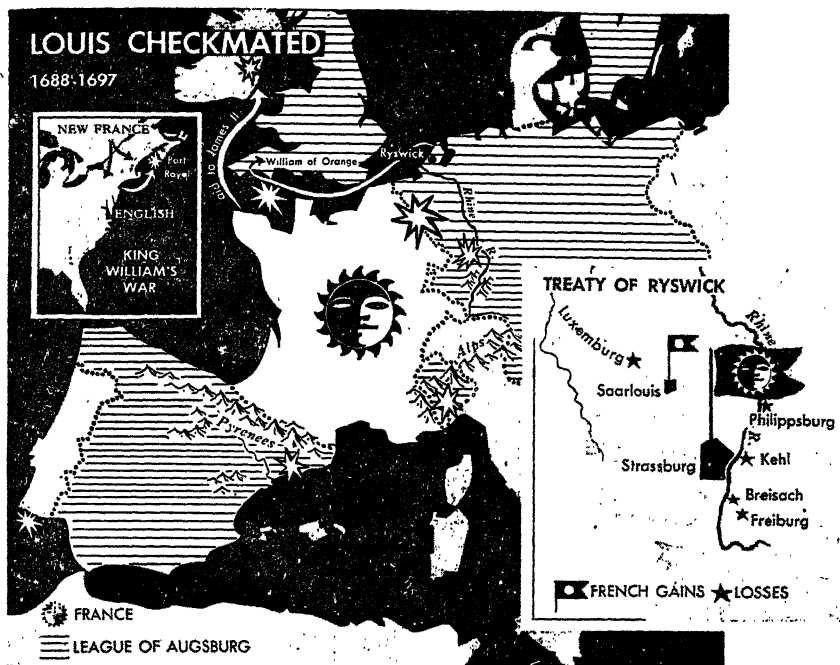 LOUIS CHECKMATED
1688-1697
NEW FRANCE
Port
Royal
ENGLISH
KING
WILLIAM'S
WAR
aid to James II
William of Orange
Ryswick
Rhine
R.
Alps
Pyrenees
TREATY OF RYSWICK
Luxemburg
Rhine
Saarlouis
Philippsburg
R.
Strassburg
Kehl
Breisach
Freiburg
FRENCH GAINS
LOSSES
FRANCE
LEAGUE OF AUGSBURG